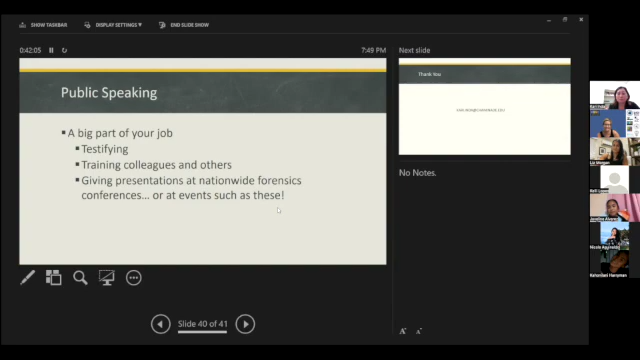 SHOW TASKBAR
DISPLAY SETTINGS ▼
END SLIDE SHOW
0:42:05
7:49 PM
Public Speaking
▪ A big part of your job
▪ Testifying
▪ Training colleagues and others
▪ Giving presentations at nationwide forensics
conferences… or at events such as these!
Slide 40 of 41
Next slide
Thank You
No Notes.
A A
Liz Morgan